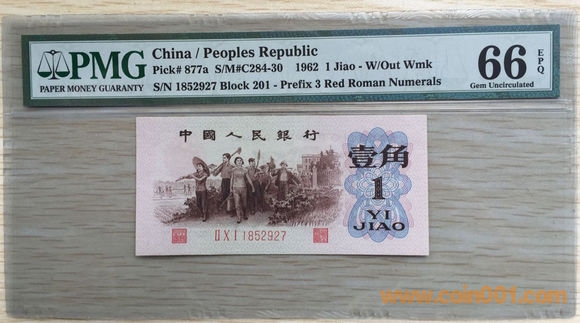 PMG
PAPER MONEY GUARANTY
China / Peoples Republic
Pick# 877a S/M#C284-30 1962 1 Jiao - W/Out Wmk
S/N 1852927 Block 201 - Prefix 3 Red Roman Numerals
66 EPQ
Gem Uncirculated
中國人民銀行
壹角
1
YI
JIAO
II X I 1852927
www.csin001.com